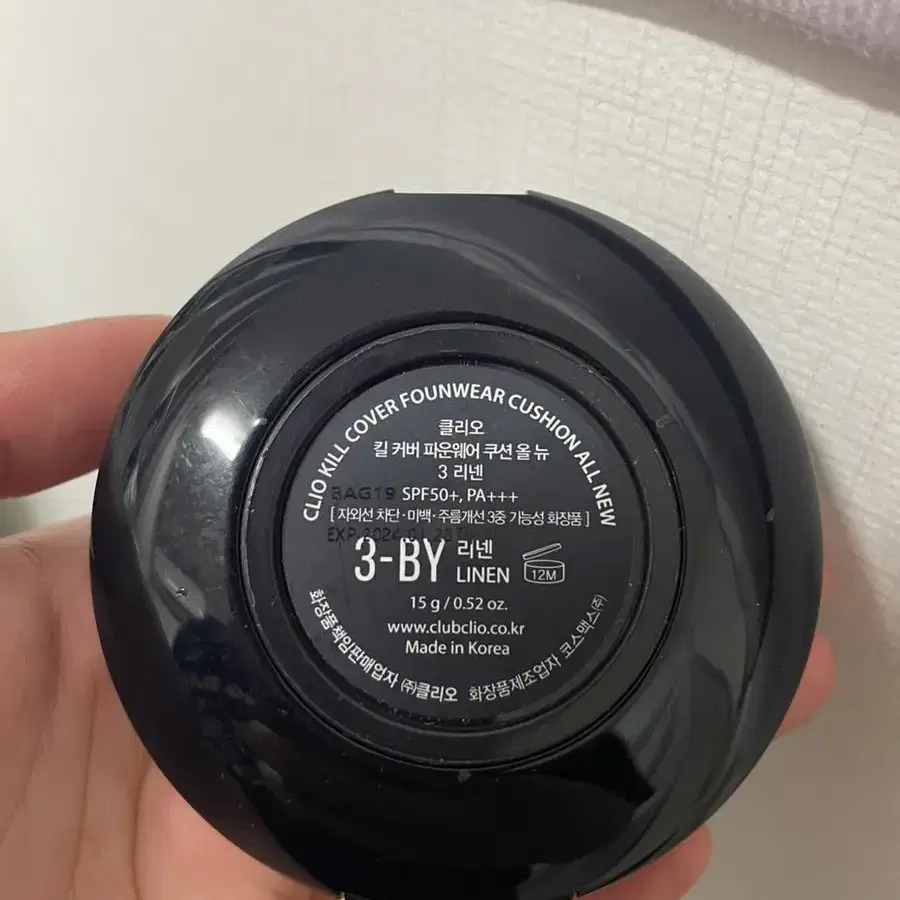 CLIO KILL COVER FOUNWEAR CUSHION ALL NEW
클리오
킬 커버 파운웨어 쿠션 올 뉴
3 리넨
BAG19 SPF50+, PA+++
[ 자외선 차단 · 미백 · 주름개선 3중 기능성 화장품 ]
EXP 2024.01.23
3-BY 리넨
LINEN
12M
15 g / 0.52 oz.
www.clubclio.co.kr
Made in Korea
화장품책임판매업자 ㈜클리오 화장품제조업자 코스맥스㈜